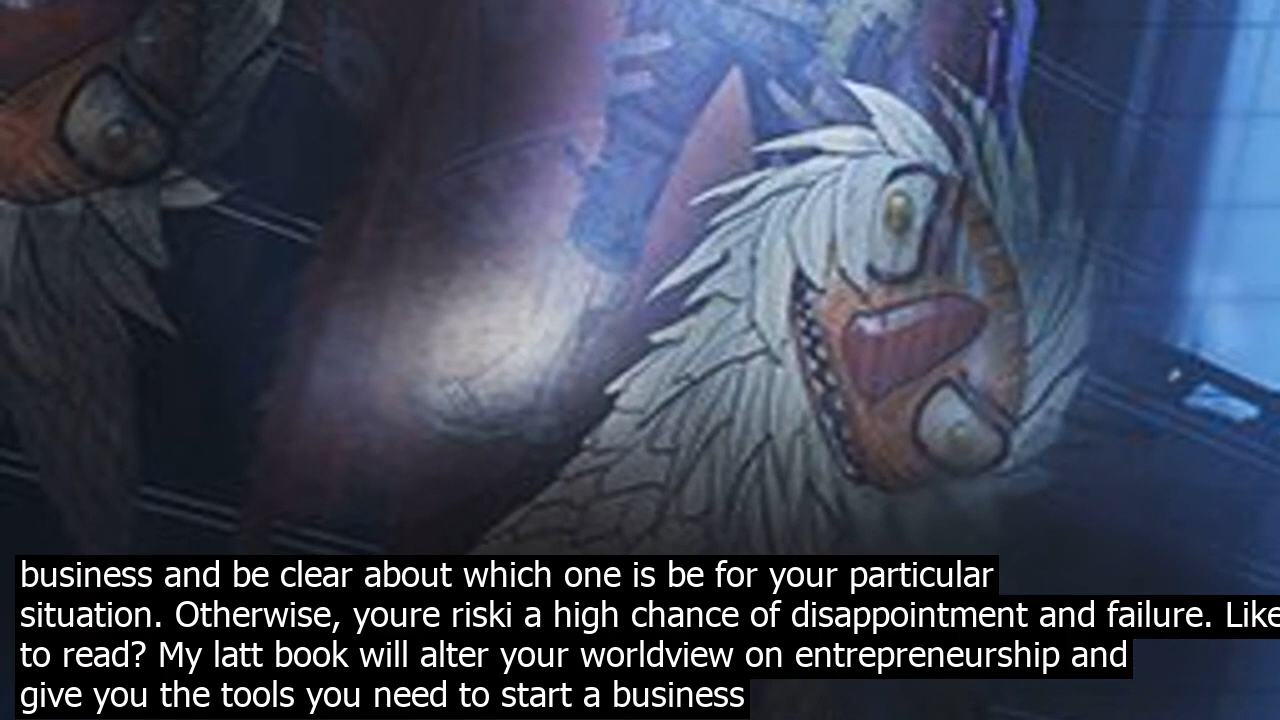 business and be clear about which one is be for your particular
situation. Otherwise, youre riski a high chance of disappointment and failure. Like
to read? My latt book will alter your worldview on entrepreneurship and
give you the tools you need to start a business